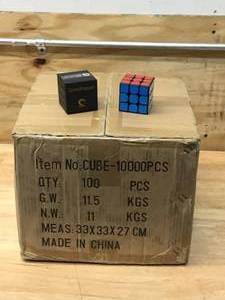 Item No.CUBE-10000PCS
QTY. 100 PCS
G.W. 11.5 KGS
N.W. 11 KGS
MEAS. 33X33X27 CM
MADE IN CHINA